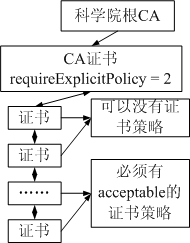 科学院根CA
CA证书
requireExplicitPolicy = 2
证书
可以没有证
书策略
证书
……
必须有
acceptable的
证书策略
证书